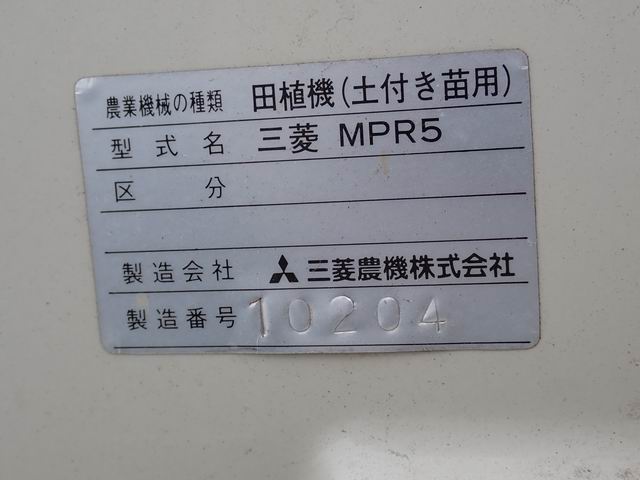 農業機械の種類 田植機(土付き苗用)
型式名 三菱 MPR5
区分
製造会社 三菱農機株式会社
製造番号 10204